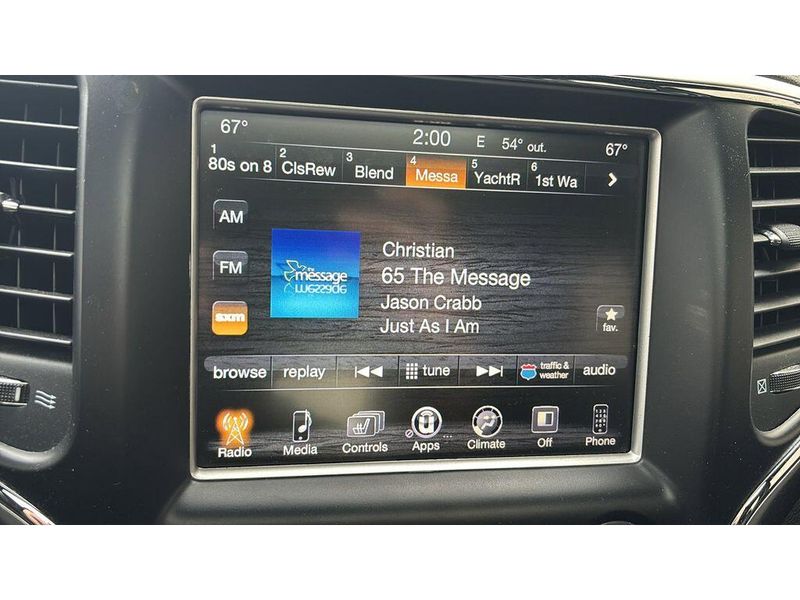 67° 2:00 E 54° out. 67°
1 80s on 8 2 ClsRew 3 Blend 4 Messa 5 YachtR 6 1st Wa
AM
FM
sxm
the message
Christian
65 The Message
Jason Crabb
Just As I Am
fav.
browse replay tune traffic & weather audio
Radio Media Controls Apps Climate Off Phone